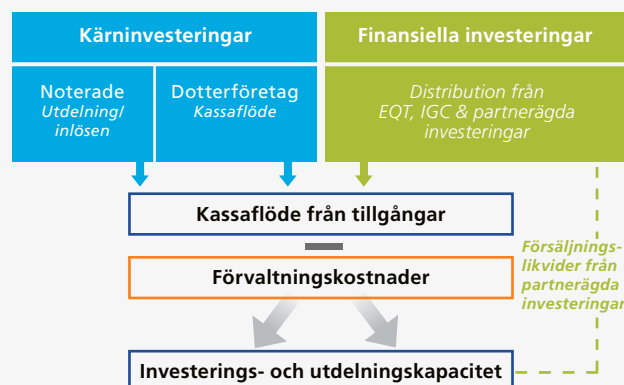 Kärninvesteringar
Finansiella investeringar
Noterade
Utdelning/
inlösen
Dotterföretag
Kassaflöde
Distribution från
EQT, IGC & partnerägda
investeringar
Kassaflöde från tillgångar
Förvaltningskostnader
Försäljnings-
likvider från
partnerägda
investeringar
Investerings- och utdelningskapacitet